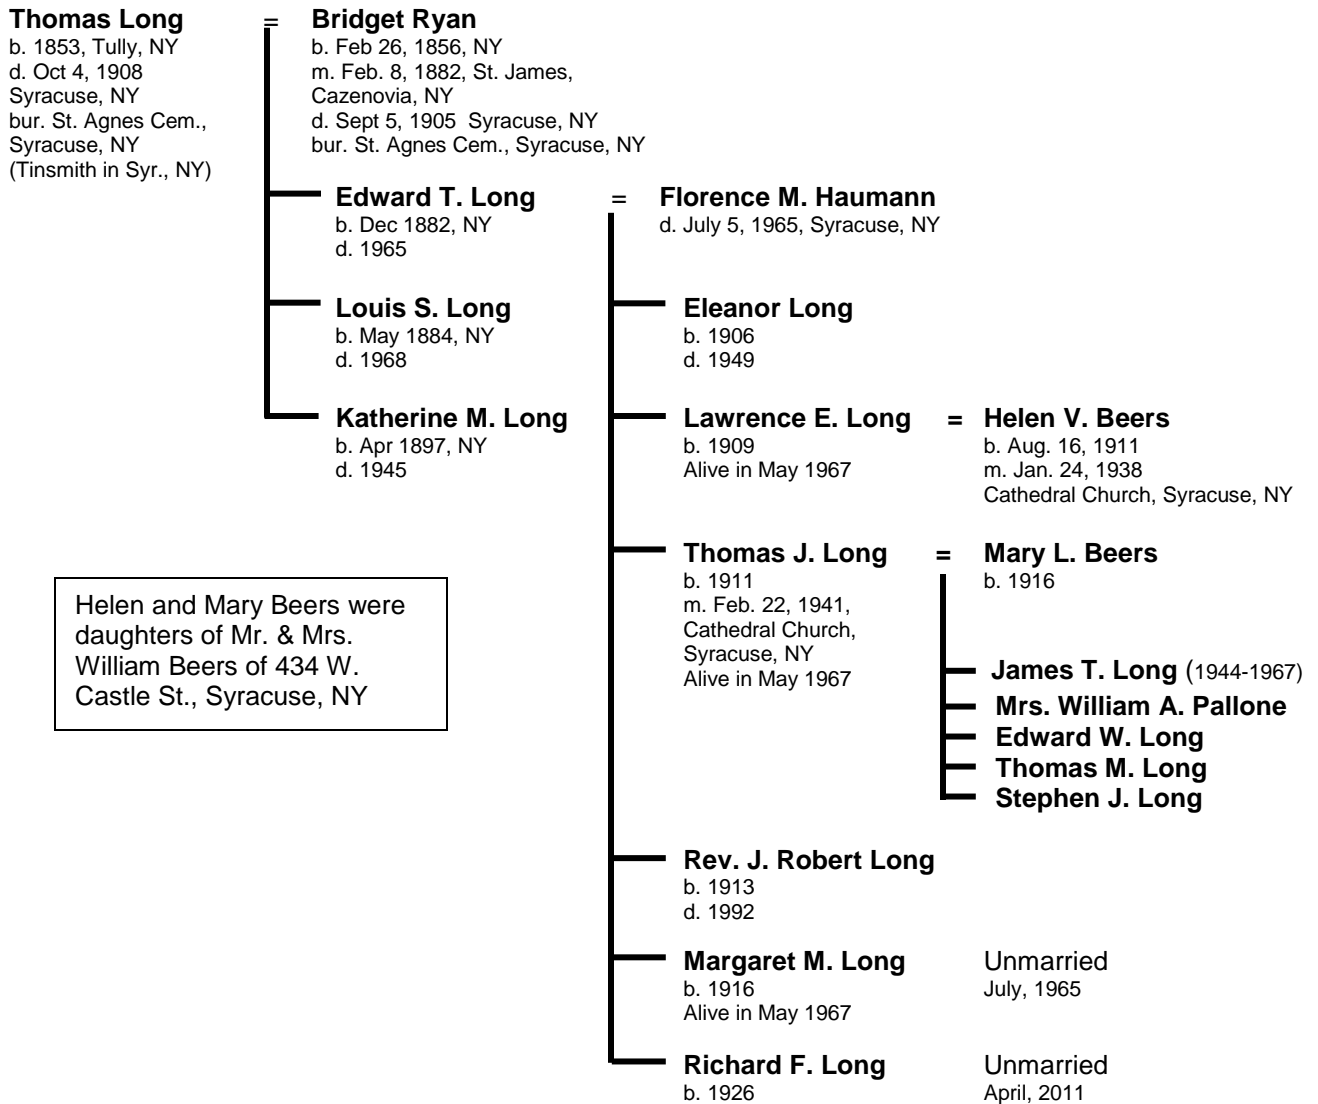 Thomas Long = Bridget Ryan
b. 1853, Tully, NY
d. Oct 4, 1908
Syracuse, NY
bur. St. Agnes Cem.,
Syracuse, NY
(Tinsmith in Syr., NY)
b. Feb 26, 1856, NY
m. Feb. 8, 1882, St. James,
Cazenovia, NY
d. Sept 5, 1905 Syracuse, NY
bur. St. Agnes Cem., Syracuse, NY
Edward T. Long = Florence M. Haumann
b. Dec 1882, NY
d. 1965
d. July 5, 1965, Syracuse, NY
Louis S. Long
b. May 1884, NY
d. 1968
Eleanor Long
b. 1906
d. 1949
Katherine M. Long
b. Apr 1897, NY
d. 1945
Lawrence E. Long = Helen V. Beers
b. 1909
Alive in May 1967
b. Aug. 16, 1911
m. Jan. 24, 1938
Cathedral Church, Syracuse, NY
Thomas J. Long = Mary L. Beers
b. 1911
m. Feb. 22, 1941,
Cathedral Church,
Syracuse, NY
Alive in May 1967
b. 1916
Helen and Mary Beers were
daughters of Mr. & Mrs.
William Beers of 434 W.
Castle St., Syracuse, NY
James T. Long (1944-1967)
Mrs. William A. Pallone
Edward W. Long
Thomas M. Long
Stephen J. Long
Rev. J. Robert Long
b. 1913
d. 1992
Margaret M. Long
b. 1916
Alive in May 1967
Unmarried
July, 1965
Richard F. Long
b. 1926
Unmarried
April, 2011